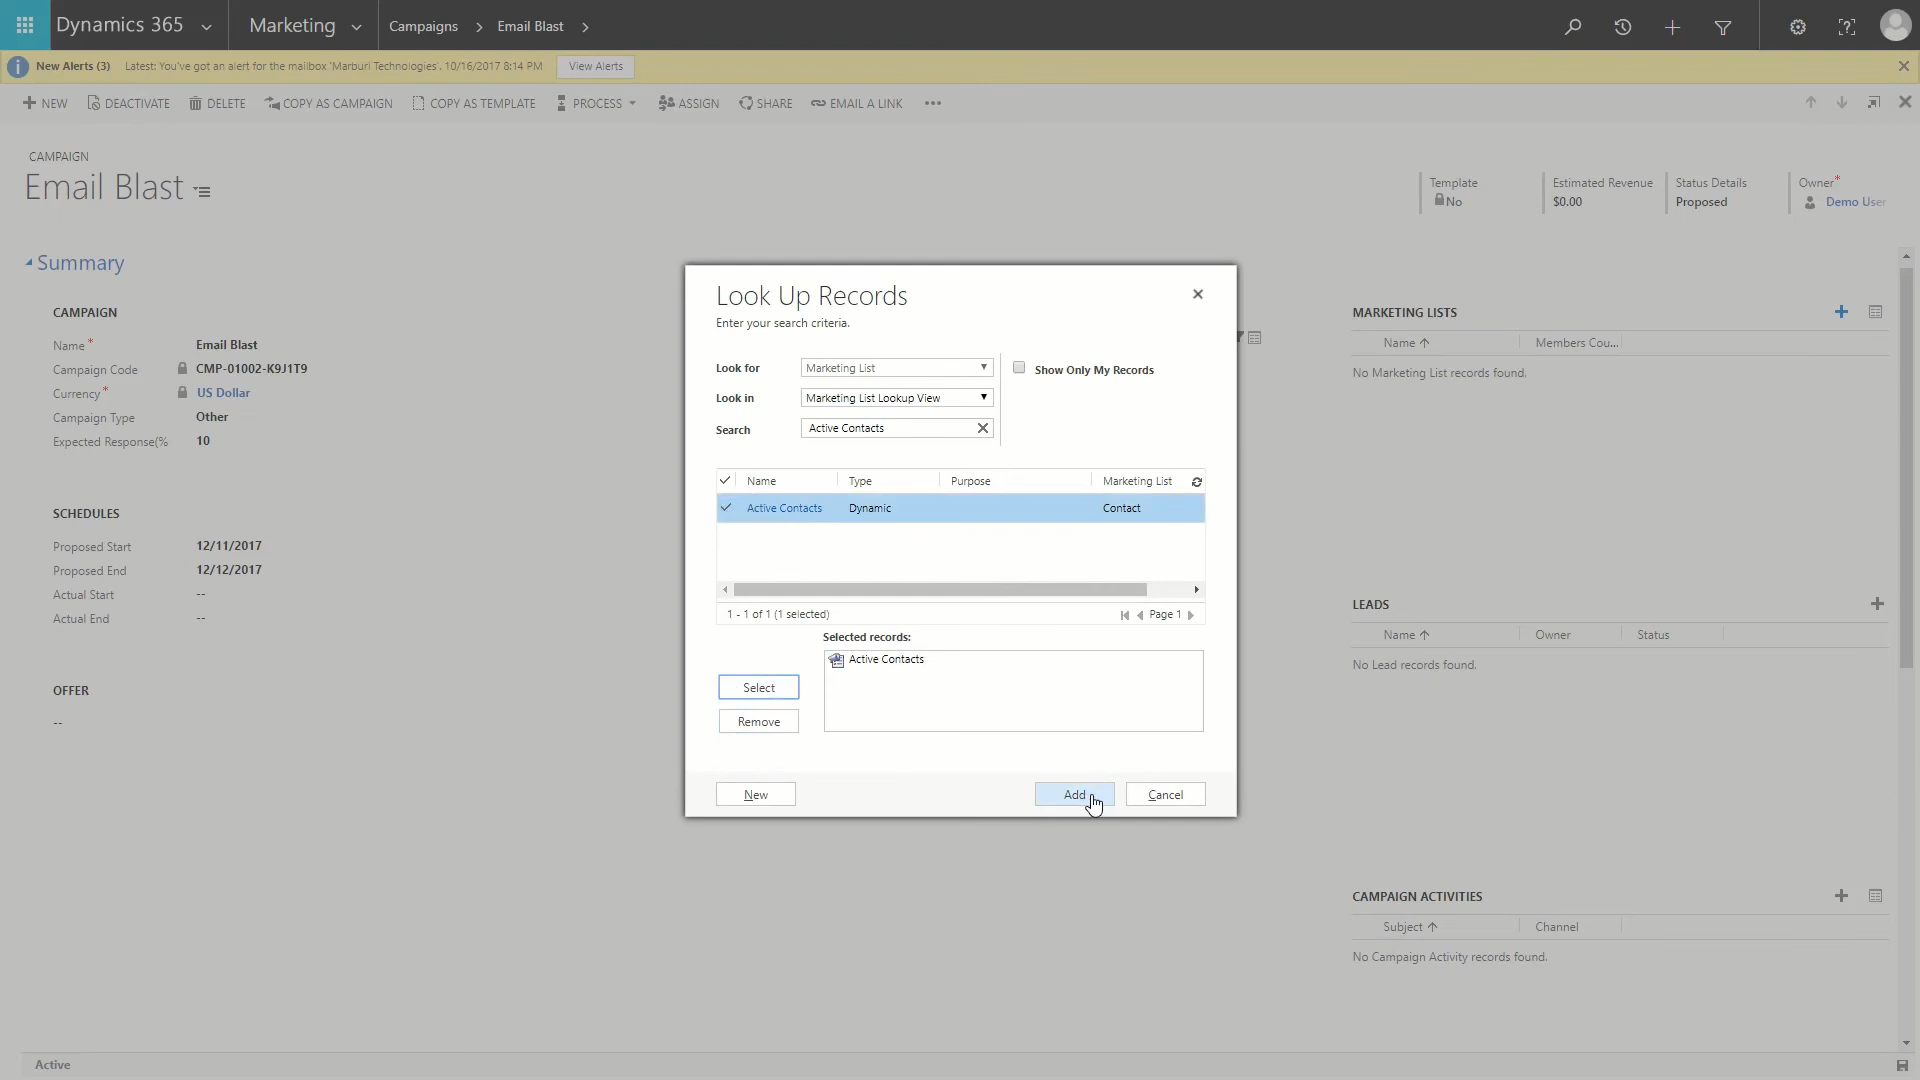 Dynamics 365
Marketing
Campaigns > Email Blast >
New Alerts (3) Latest: You've got an alert for the mailbox 'Marburi Technologies'. 10/16/2017 8:14 PM View Alerts
NEW DEACTIVATE DELETE COPY AS CAMPAIGN COPY AS TEMPLATE PROCESS ASSIGN SHARE EMAIL A LINK ...
CAMPAIGN
Email Blast
Template
No
Estimated Revenue
$0.00
Status Details
Proposed
Owner*
Demo User
Summary
CAMPAIGN
Name* Email Blast
Campaign Code CMP-01002-K9J1T9
Currency* US Dollar
Campaign Type Other
Expected Response(% 10
SCHEDULES
Proposed Start 12/11/2017
Proposed End 12/12/2017
Actual Start --
Actual End --
OFFER
--
Look Up Records
Enter your search criteria.
Look for Marketing List
Show Only My Records
Look in Marketing List Lookup View
Search Active Contacts
Name Type Purpose Marketing List
Active Contacts Dynamic Contact
1 - 1 of 1 (1 selected) Page 1
Selected records:
Active Contacts
Select
Remove
New Add Cancel
MARKETING LISTS
Name Members Cou...
No Marketing List records found.
LEADS
Name Owner Status
No Lead records found.
CAMPAIGN ACTIVITIES
Subject Channel
No Campaign Activity records found.
Active